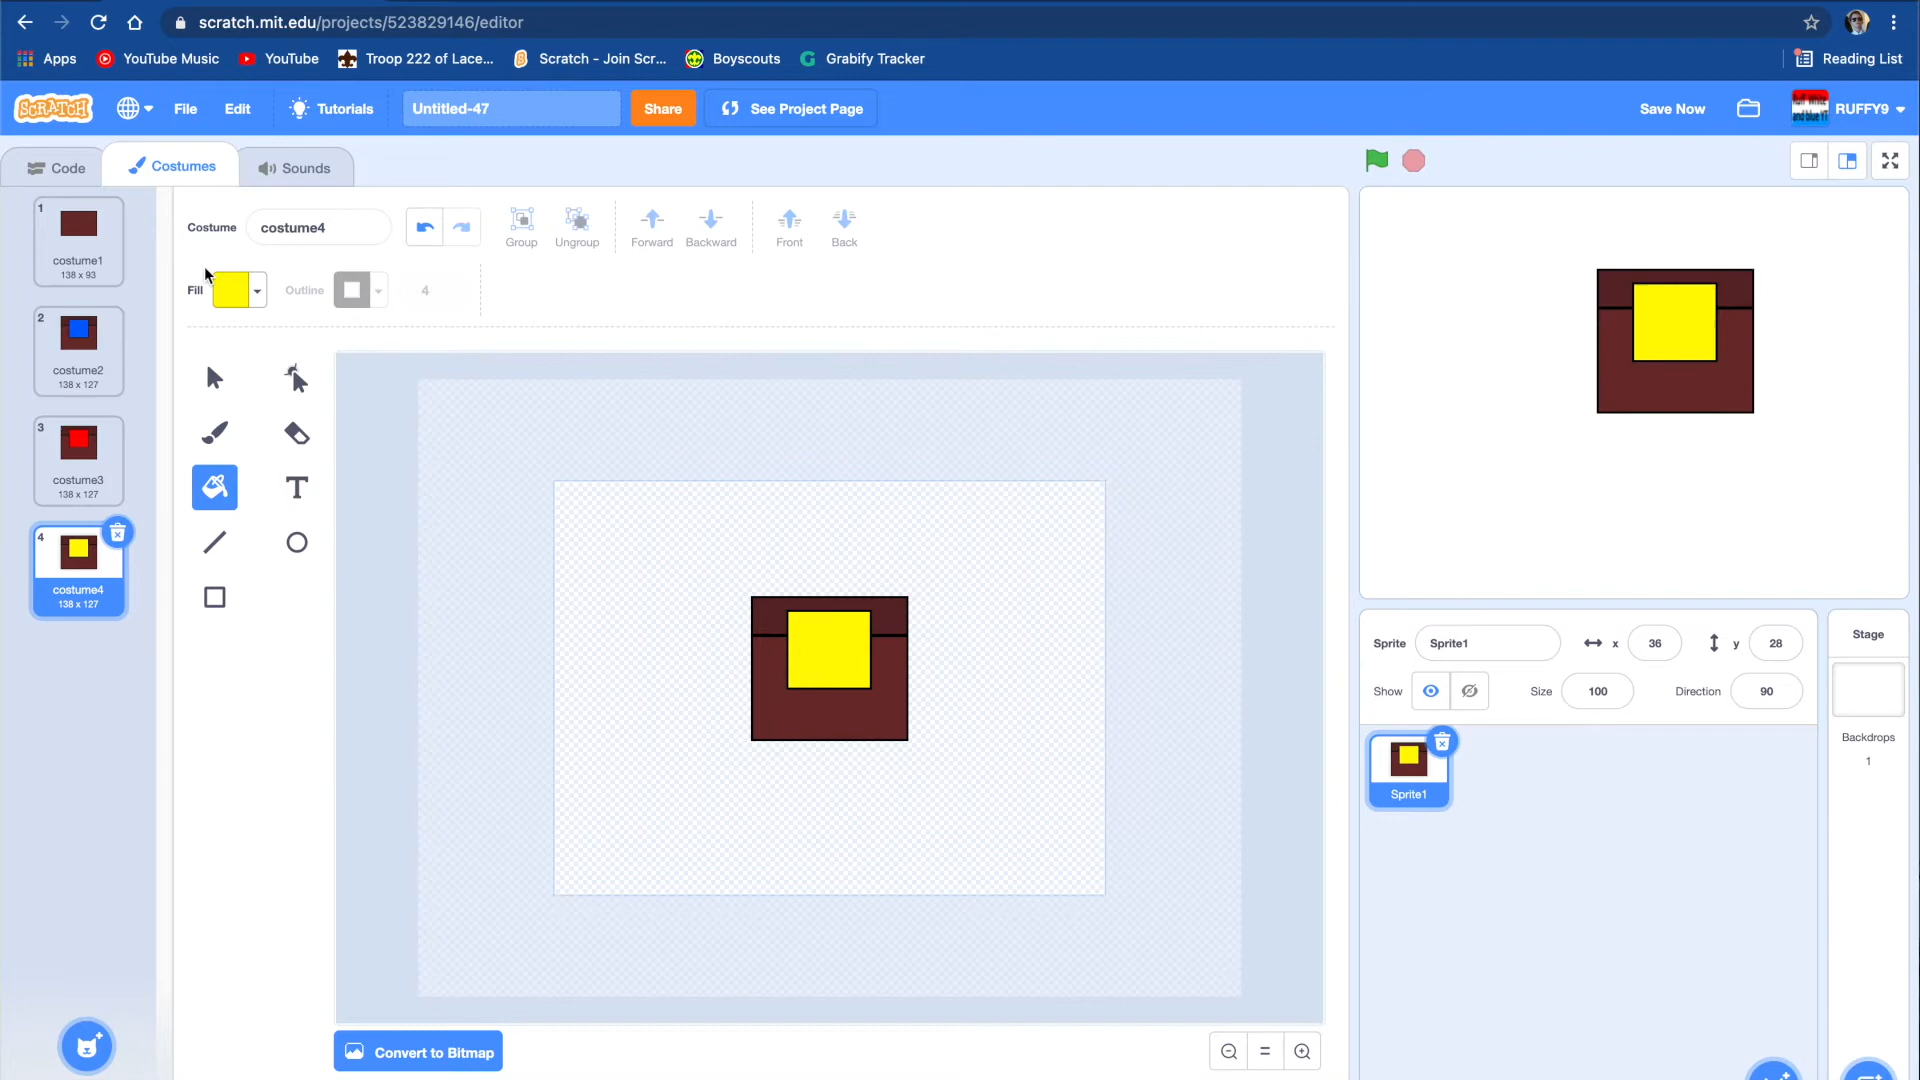 scratch.mit.edu/projects/523829146/editor
Apps YouTube Music YouTube Troop 222 of Lace... Scratch - Join Scr... Boyscouts Grabify Tracker Reading List
SCRATCH File Edit Tutorials Untitled-47 Share See Project Page Save Now RUFFY9
Code Costumes Sounds
1
costume1
138 x 93
2
costume2
138 x 127
3
costume3
138 x 127
4
costume4
138 x 127
Costume costume4
Group Ungroup Forward Backward Front Back
Fill Outline 4
T
Convert to Bitmap
Sprite Sprite1 x 36 y 28
Show Size 100 Direction 90
Sprite1
Stage
Backdrops
1